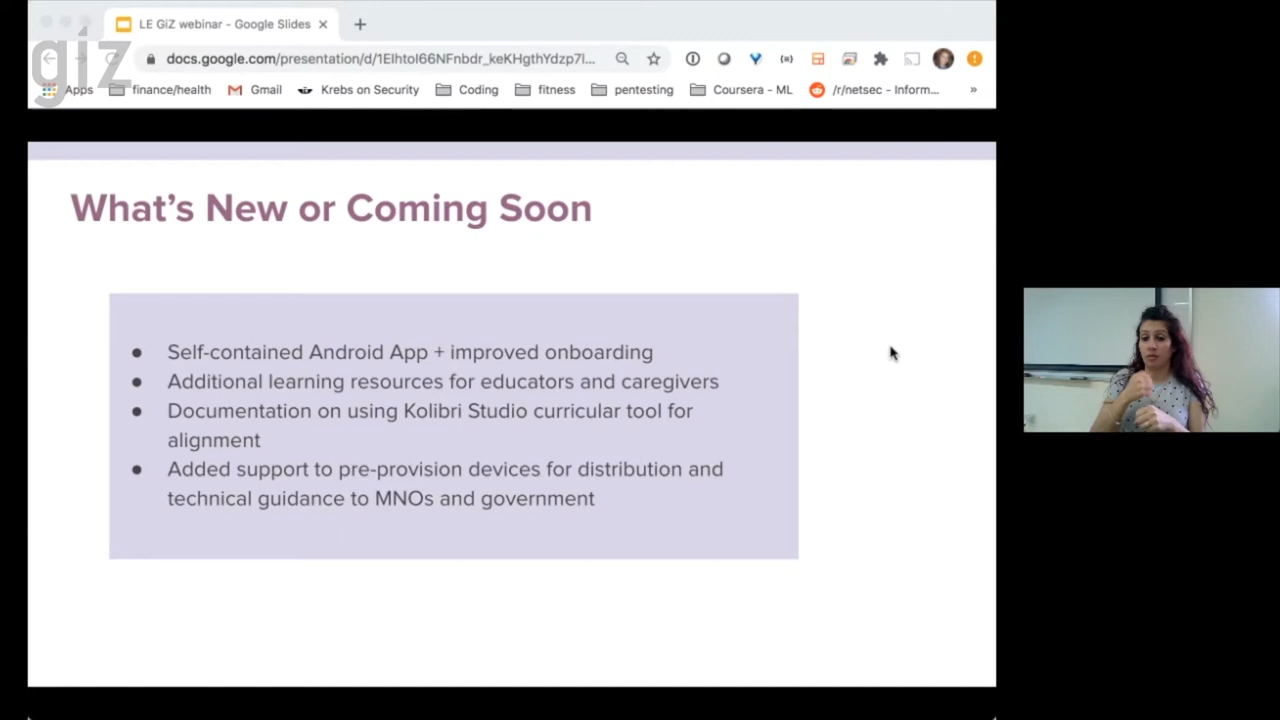 LE GiZ webinar - Google Slides
giz
docs.google.com/presentation/d/1EIhtoI66NFnbdr_keKHgthYdzp7I...
Apps finance/health Gmail Krebs on Security Coding fitness pentesting Coursera - ML /r/netsec - Inform... »
What's New or Coming Soon
● Self-contained Android App + improved onboarding
● Additional learning resources for educators and caregivers
● Documentation on using Kolibri Studio curricular tool for
alignment
● Added support to pre-provision devices for distribution and
technical guidance to MNOs and government